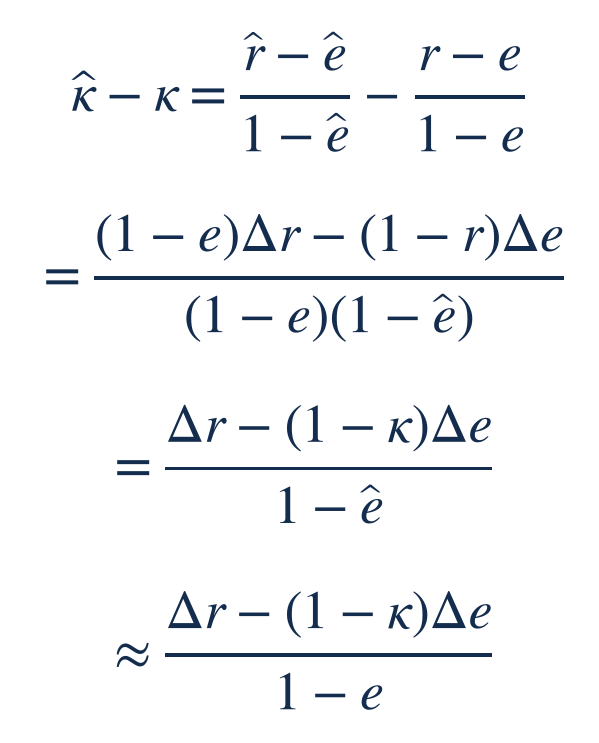 κ̂ − κ = (r̂ − ê)/(1 − ê) − (r − e)/(1 − e)
= ((1 − e)Δr − (1 − r)Δe)/((1 − e)(1 − ê))
= (Δr − (1 − κ)Δe)/(1 − ê)
≈ (Δr − (1 − κ)Δe)/(1 − e)